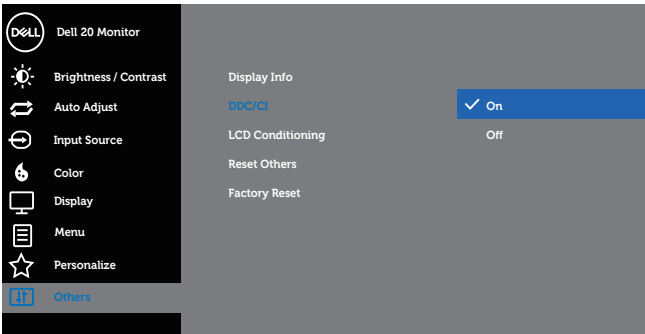 DELL
Dell 20 Monitor
Brightness / Contrast
Auto Adjust
Input Source
Color
Display
Menu
Personalize
Others
Display Info
DDC/CI
LCD Conditioning
Reset Others
Factory Reset
On
Off